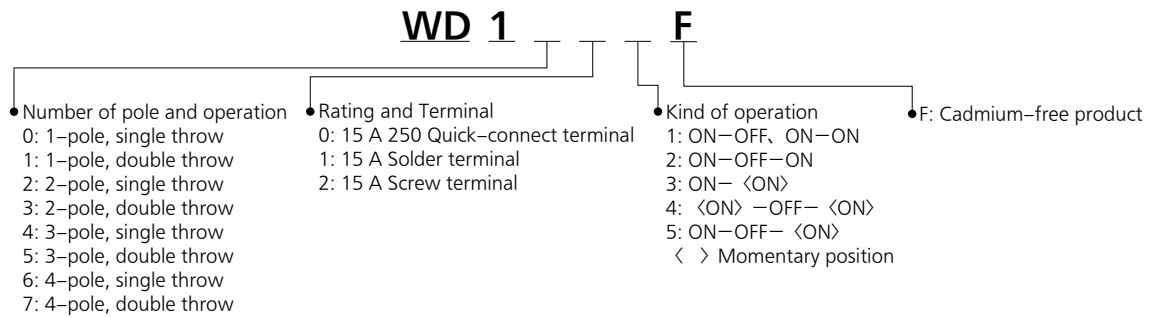 WD 1 _ _ _ F
Number of pole and operation
0: 1–pole, single throw
1: 1–pole, double throw
2: 2–pole, single throw
3: 2–pole, double throw
4: 3–pole, single throw
5: 3–pole, double throw
6: 4–pole, single throw
7: 4–pole, double throw
Rating and Terminal
0: 15 A 250 Quick–connect terminal
1: 15 A Solder terminal
2: 15 A Screw terminal
Kind of operation
1: ON－OFF、ON－ON
2: ON－OFF－ON
3: ON－〈ON〉
4: 〈ON〉－OFF－〈ON〉
5: ON－OFF－〈ON〉
〈 〉Momentary position
F: Cadmium–free product